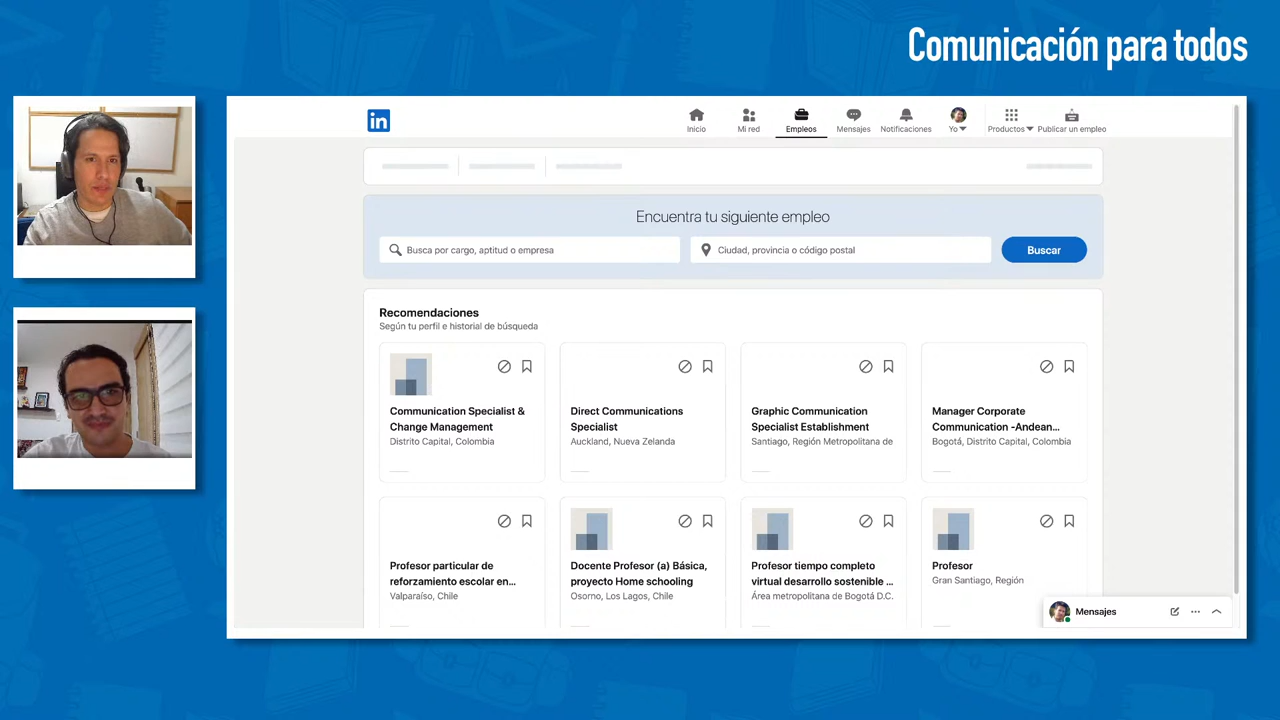 Comunicación para todos
in
Inicio
Mi red
Empleos
Mensajes
Notificaciones
Yo
Productos
Publicar un empleo
Encuentra tu siguiente empleo
Busca por cargo, aptitud o empresa
Ciudad, provincia o código postal
Buscar
Recomendaciones
Según tu perfil e historial de búsqueda
Communication Specialist &
Change Management
Distrito Capital, Colombia
Direct Communications
Specialist
Auckland, Nueva Zelanda
Graphic Communication
Specialist Establishment
Santiago, Región Metropolitana de
Manager Corporate
Communication -Andean...
Bogotá, Distrito Capital, Colombia
Profesor particular de
reforzamiento escolar en...
Valparaíso, Chile
Docente Profesor (a) Básica,
proyecto Home schooling
Osorno, Los Lagos, Chile
Profesor tiempo completo
virtual desarrollo sostenible ...
Área metropolitana de Bogotá D.C.
Profesor
Gran Santiago, Región
Mensajes